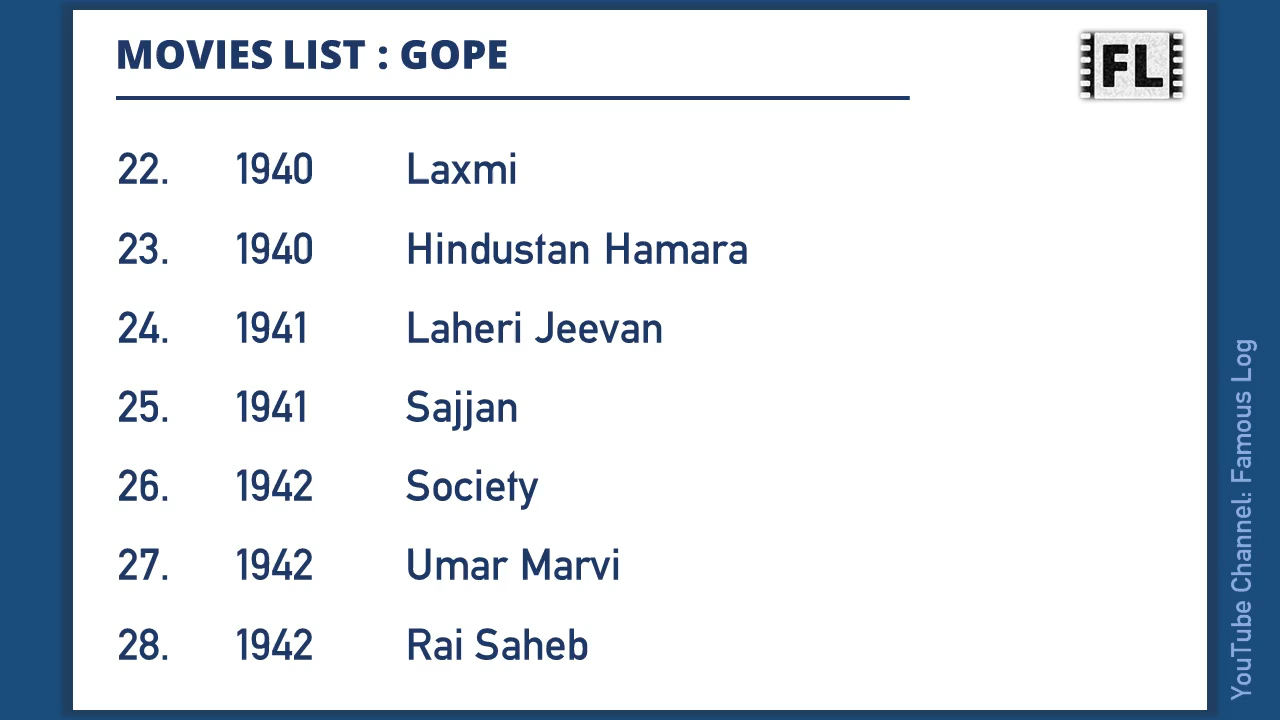 MOVIES LIST : GOPE
FL
22. 1940 Laxmi
23. 1940 Hindustan Hamara
24. 1941 Laheri Jeevan
25. 1941 Sajjan
26. 1942 Society
27. 1942 Umar Marvi
28. 1942 Rai Saheb
YouTube Channel: Famous Log